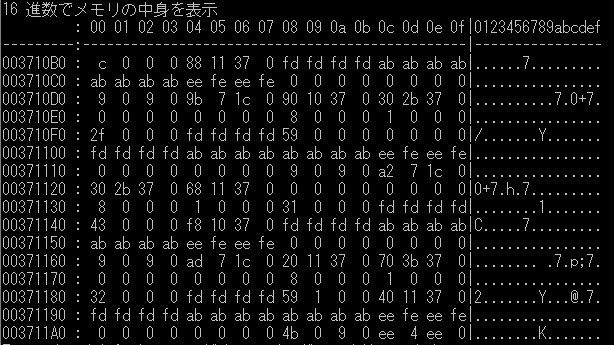 16 進数でメモリの中身を表示
: 00 01 02 03 04 05 06 07 08 09 0a 0b 0c 0d 0e 0f |0123456789abcdef
003710B0 : c 0 0 0 88 11 37 0 fd fd fd fd ab ab ab ab|......7.........
003710C0 : ab ab ab ab ee fe ee fe 0 0 0 0 0 0 0 0|................
003710D0 : 9 0 9 0 9b 7 1c 0 90 10 37 0 30 2b 37 0|..........7.0+7.
003710E0 : 0 0 0 0 0 0 0 0 8 0 0 0 1 0 0 0|................
003710F0 : 2f 0 0 0 fd fd fd fd 59 0 0 0 0 0 0 0|/.......Y.......
00371100 : fd fd fd fd ab ab ab ab ab ab ab ab ee fe ee fe|................
00371110 : 0 0 0 0 0 0 0 0 9 0 9 0 a2 7 1c 0|................
00371120 : 30 2b 37 0 68 11 37 0 0 0 0 0 0 0 0 0|0+7.h.7.........
00371130 : 8 0 0 0 1 0 0 0 31 0 0 0 fd fd fd fd|........1.......
00371140 : 43 0 0 0 f8 10 37 0 fd fd fd fd ab ab ab ab|C.....7.........
00371150 : ab ab ab ab ee fe ee fe 0 0 0 0 0 0 0 0|................
00371160 : 9 0 9 0 ad 7 1c 0 20 11 37 0 70 3b 37 0|..........7.p;7.
00371170 : 0 0 0 0 0 0 0 0 8 0 0 0 1 0 0 0|................
00371180 : 32 0 0 0 fd fd fd fd 59 1 0 0 40 11 37 0|2.......Y...@.7.
00371190 : fd fd fd fd ab ab ab ab ab ab ab ab ee fe ee fe|................
003711A0 : 0 0 0 0 0 0 0 0 4b 0 9 0 ee 4 ee 0|........K.......